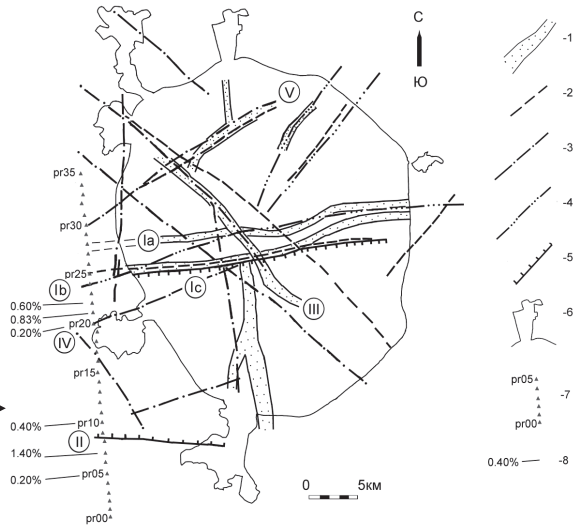 С
Ю
V
pr35
pr30
Ia
pr25
Ib
Ic
III
0.60%
0.83%
0.20%
pr20
IV
pr15
0.40%
pr10
II
1.40%
0.20%
pr05
pr00
0 5км
-1
-2
-3
-4
-5
-6
pr05
pr00
-7
0.40%
-8